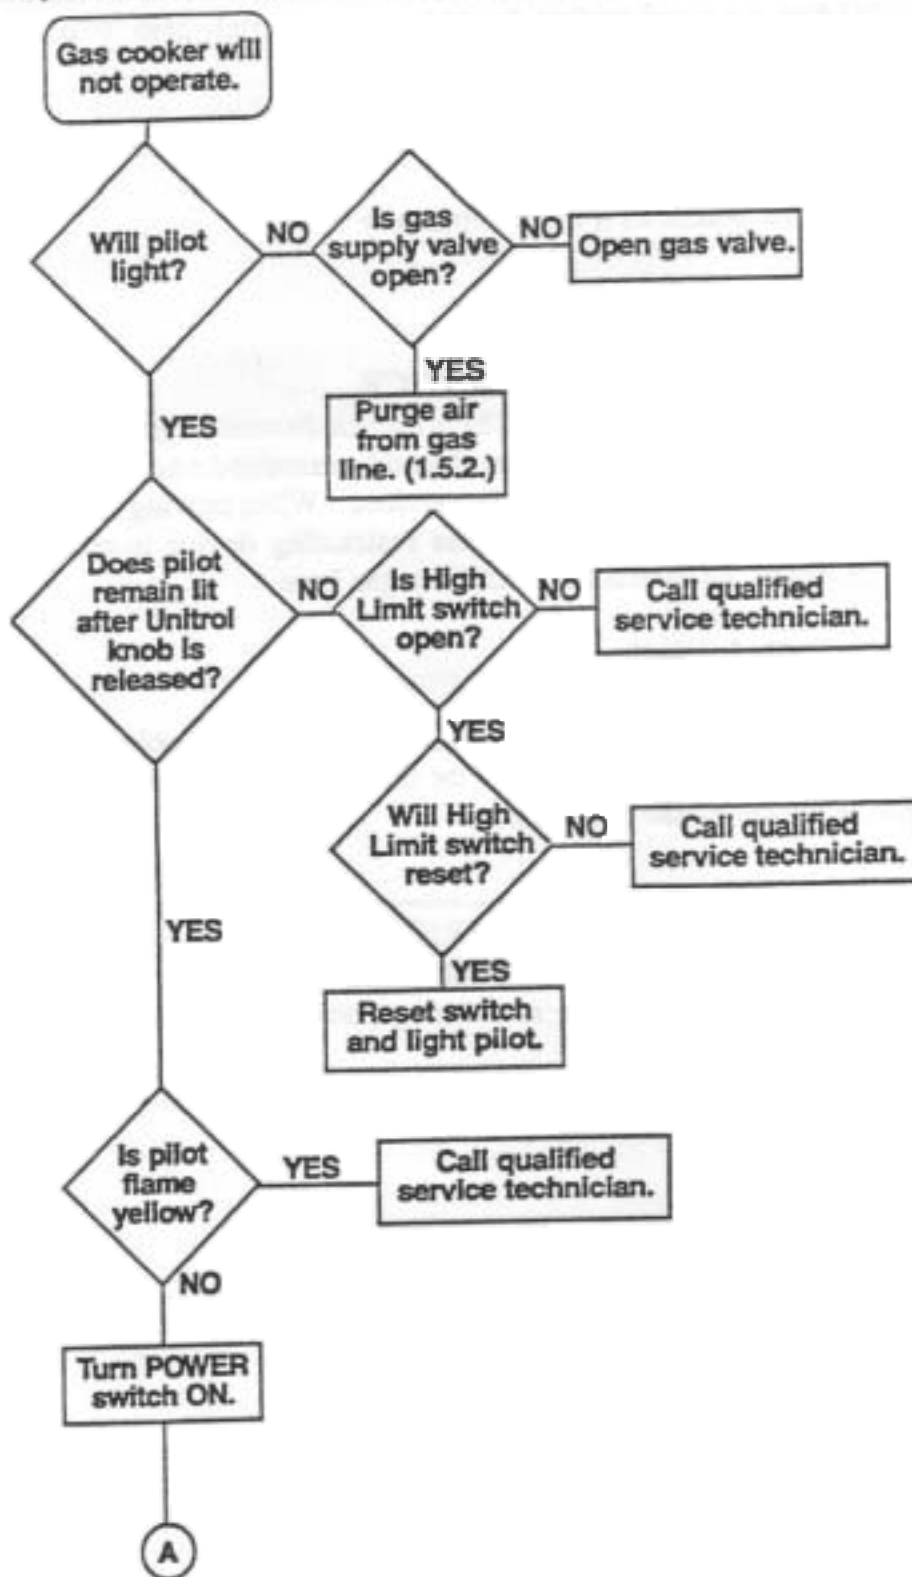 Gas cooker will
not operate.
Will pilot
light?
NO
Is gas
supply valve
open?
NO
Open gas valve.
YES
Purge air
from gas
line. (1.5.2.)
YES
Does pilot
remain lit
after Unitrol
knob is
released?
NO
Is High
Limit switch
open?
NO
Call qualified
service technician.
YES
Will High
Limit switch
reset?
NO
Call qualified
service technician.
YES
Reset switch
and light pilot.
YES
Is pilot
flame
yellow?
YES
Call qualified
service technician.
NO
Turn POWER
switch ON.
A